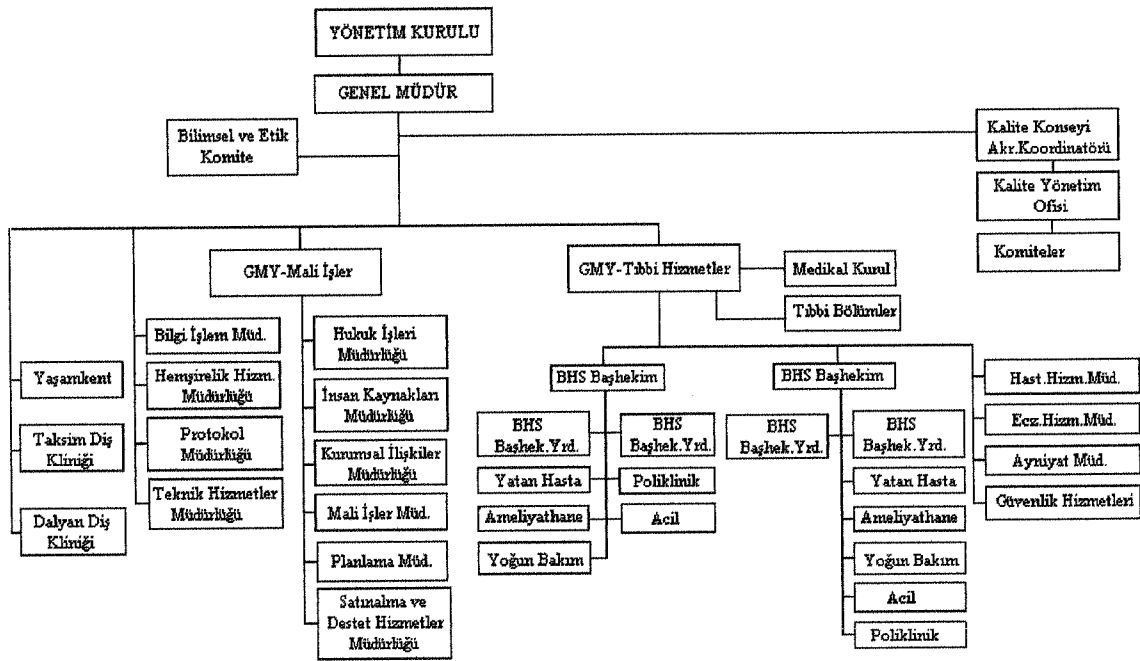 YÖNETİM KURULU
GENEL MÜDÜR
Bilimsel ve Etik
Komite
Kalite Konseyi
Akr.Koordinatörü
Kalite Yönetim
Ofisi
Komiteler
GMY-Mali İşler
GMY-Tıbbi Hizmetler
Medikal Kurul
Tıbbi Bölümler
Yaşamkent
Taksim Diş
Kliniği
Dalyan Diş
Kliniği
Bilgi İşlem Müd.
Hemşirelik Hizm.
Müdürlüğü
Protokol
Müdürlüğü
Teknik Hizmetler
Müdürlüğü
Hukuk İşleri
Müdürlüğü
İnsan Kaynakları
Müdürlüğü
Kurumsal İlişkiler
Müdürlüğü
Mali İşler Müd.
Planlama Müd.
Satınalma ve
Destet Hizmetler
Müdürlüğü
BHS Başhekim
BHS
Başhek.Yrd.
BHS
Başhek.Yrd.
Yatan Hasta
Poliklinik
Ameliyathane
Acil
Yoğun Bakım
BHS Başhekim
BHS
Başhek.Yrd.
BHS
Başhek.Yrd.
Yatan Hasta
Ameliyathane
Yoğun Bakım
Acil
Poliklinik
Hast.Hizm.Müd.
Ecz.Hizm.Müd.
Ayniyat Müd.
Güvenlik Hizmetleri